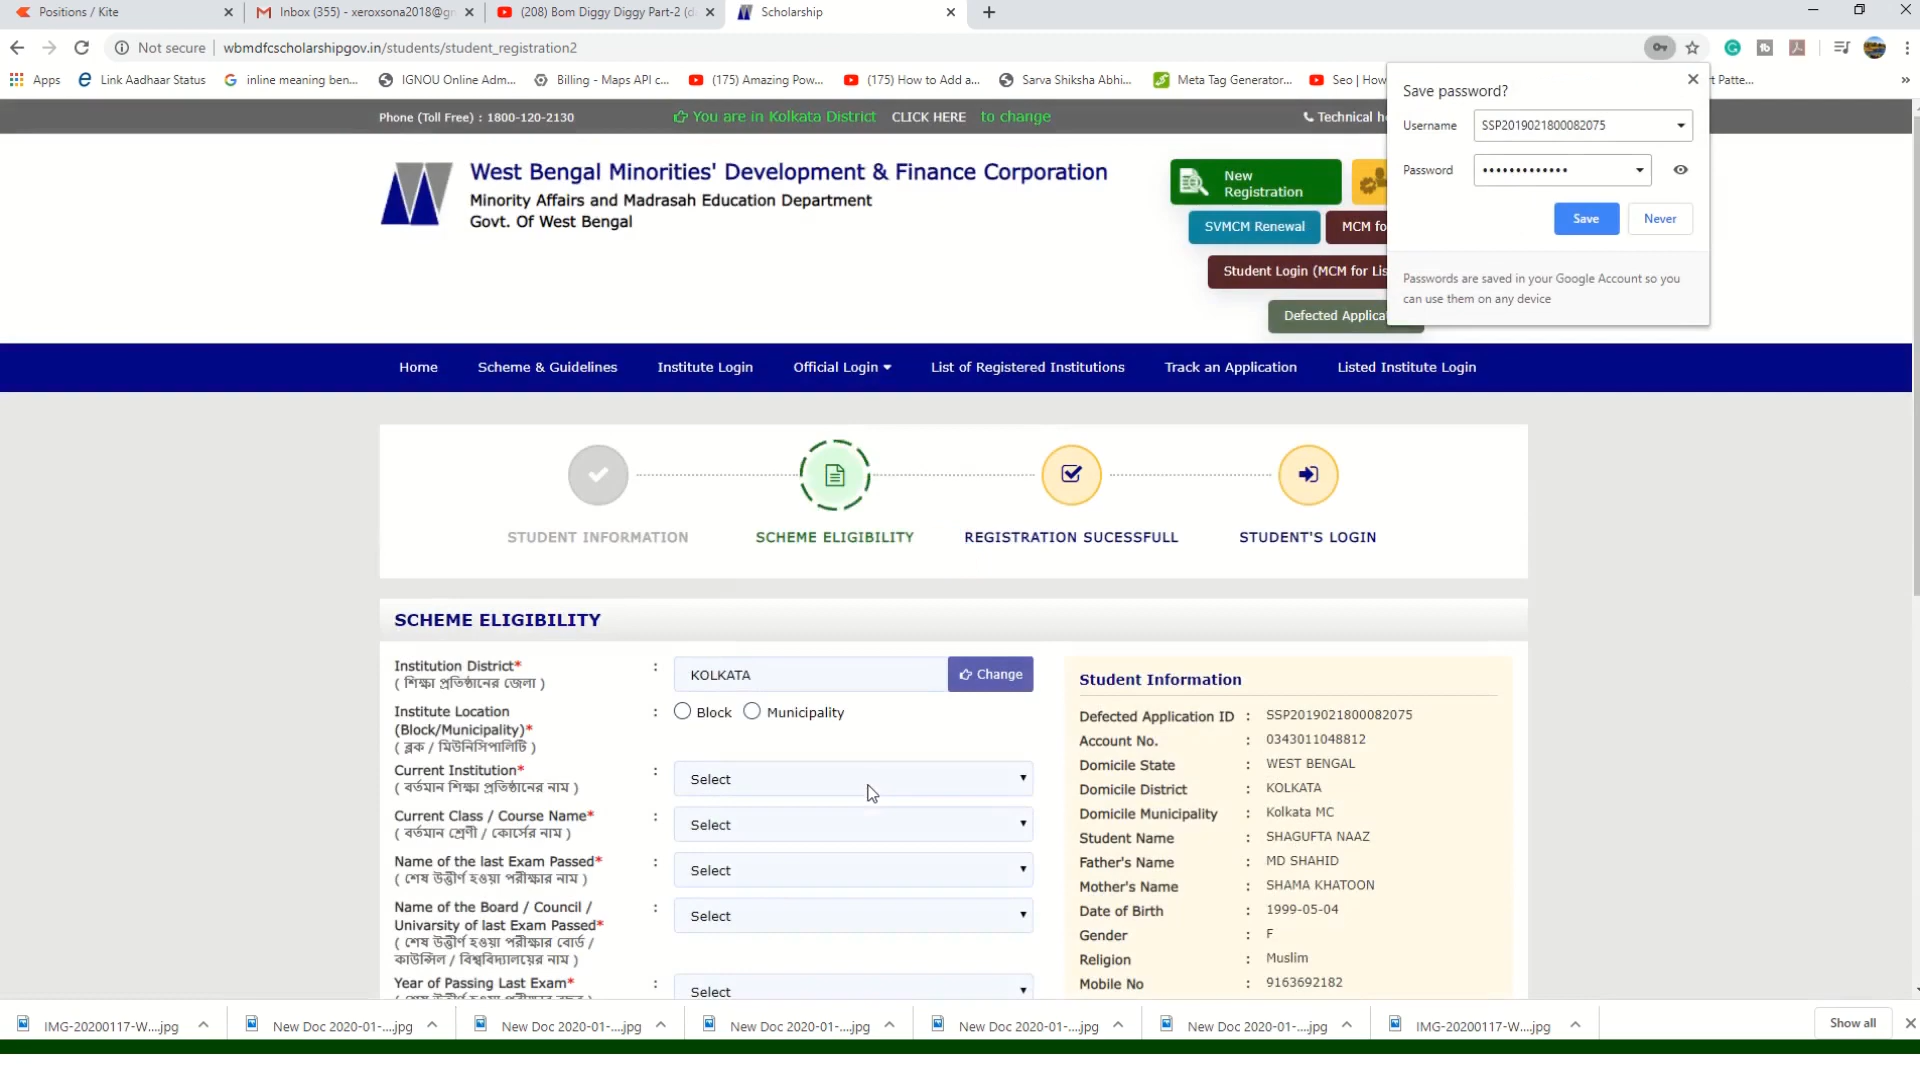 Positions / Kite
Inbox (355) - xeroxsona2018@gm
(208) Bom Diggy Diggy Part-2 (d
Scholarship
Not secure
wbmdfcscholarshipgov.in/students/student_registration2
Apps
Link Aadhaar Status
inline meaning ben...
IGNOU Online Adm...
Billing - Maps API c...
(175) Amazing Pow...
(175) How to Add a...
Sarva Shiksha Abhi...
Meta Tag Generator...
Seo | How
t Patte...
»
Save password?
Username
SSP2019021800082075
Password
•••••••••••••
Save
Never
Passwords are saved in your Google Account so you
can use them on any device
Phone (Toll Free) : 1800-120-2130
You are in Kolkata District CLICK HERE to change
Technical he
West Bengal Minorities' Development & Finance Corporation
Minority Affairs and Madrasah Education Department
Govt. Of West Bengal
New
Registration
SVMCM Renewal
MCM fo
Student Login (MCM for Lis
Defected Applica
Home
Scheme & Guidelines
Institute Login
Official Login
List of Registered Institutions
Track an Application
Listed Institute Login
STUDENT INFORMATION
SCHEME ELIGIBILITY
REGISTRATION SUCESSFULL
STUDENT'S LOGIN
SCHEME ELIGIBILITY
Institution District* : KOLKATA Change
( শিক্ষা প্রতিষ্ঠানের জেলা )
Institute Location : Block Municipality
(Block/Municipality)*
( ব্লক / মিউনিসিপালিটি )
Current Institution* : Select
( বর্তমান শিক্ষা প্রতিষ্ঠানের নাম )
Current Class / Course Name* : Select
( বর্তমান শ্রেণী / কোর্সের নাম )
Name of the last Exam Passed* : Select
( শেষ উত্তীর্ণ হওয়া পরীক্ষার নাম )
Name of the Board / Council / : Select
University of last Exam Passed*
( শেষ উত্তীর্ণ হওয়া পরীক্ষার বোর্ড /
কাউন্সিল / বিশ্ববিদ্যালয়ের নাম )
Year of Passing Last Exam* : Select
Student Information
Defected Application ID : SSP2019021800082075
Account No. : 0343011048812
Domicile State : WEST BENGAL
Domicile District : KOLKATA
Domicile Municipality : Kolkata MC
Student Name : SHAGUFTA NAAZ
Father's Name : MD SHAHID
Mother's Name : SHAMA KHATOON
Date of Birth : 1999-05-04
Gender : F
Religion : Muslim
Mobile No : 9163692182
IMG-20200117-W....jpg
New Doc 2020-01-....jpg
New Doc 2020-01-....jpg
New Doc 2020-01-....jpg
New Doc 2020-01-....jpg
New Doc 2020-01-....jpg
IMG-20200117-W....jpg
Show all